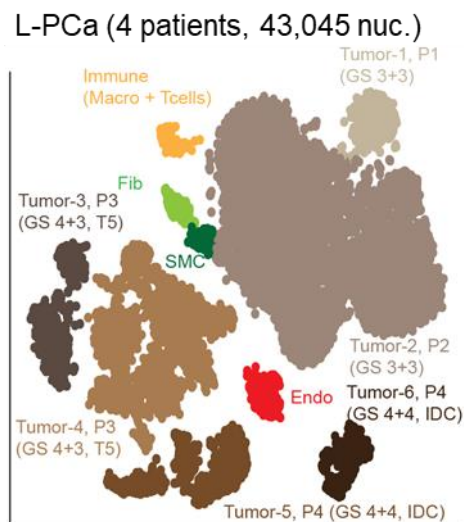 L-PCa (4 patients, 43,045 nuc.)
Tumor-1, P1
(GS 3+3)
Immune
(Macro + Tcells)
Fib
Tumor-3, P3
(GS 4+3, T5)
SMC
Tumor-2, P2
(GS 3+3)
Endo
Tumor-6, P4
(GS 4+4, IDC)
Tumor-4, P3
(GS 4+3, T5)
Tumor-5, P4 (GS 4+4, IDC)